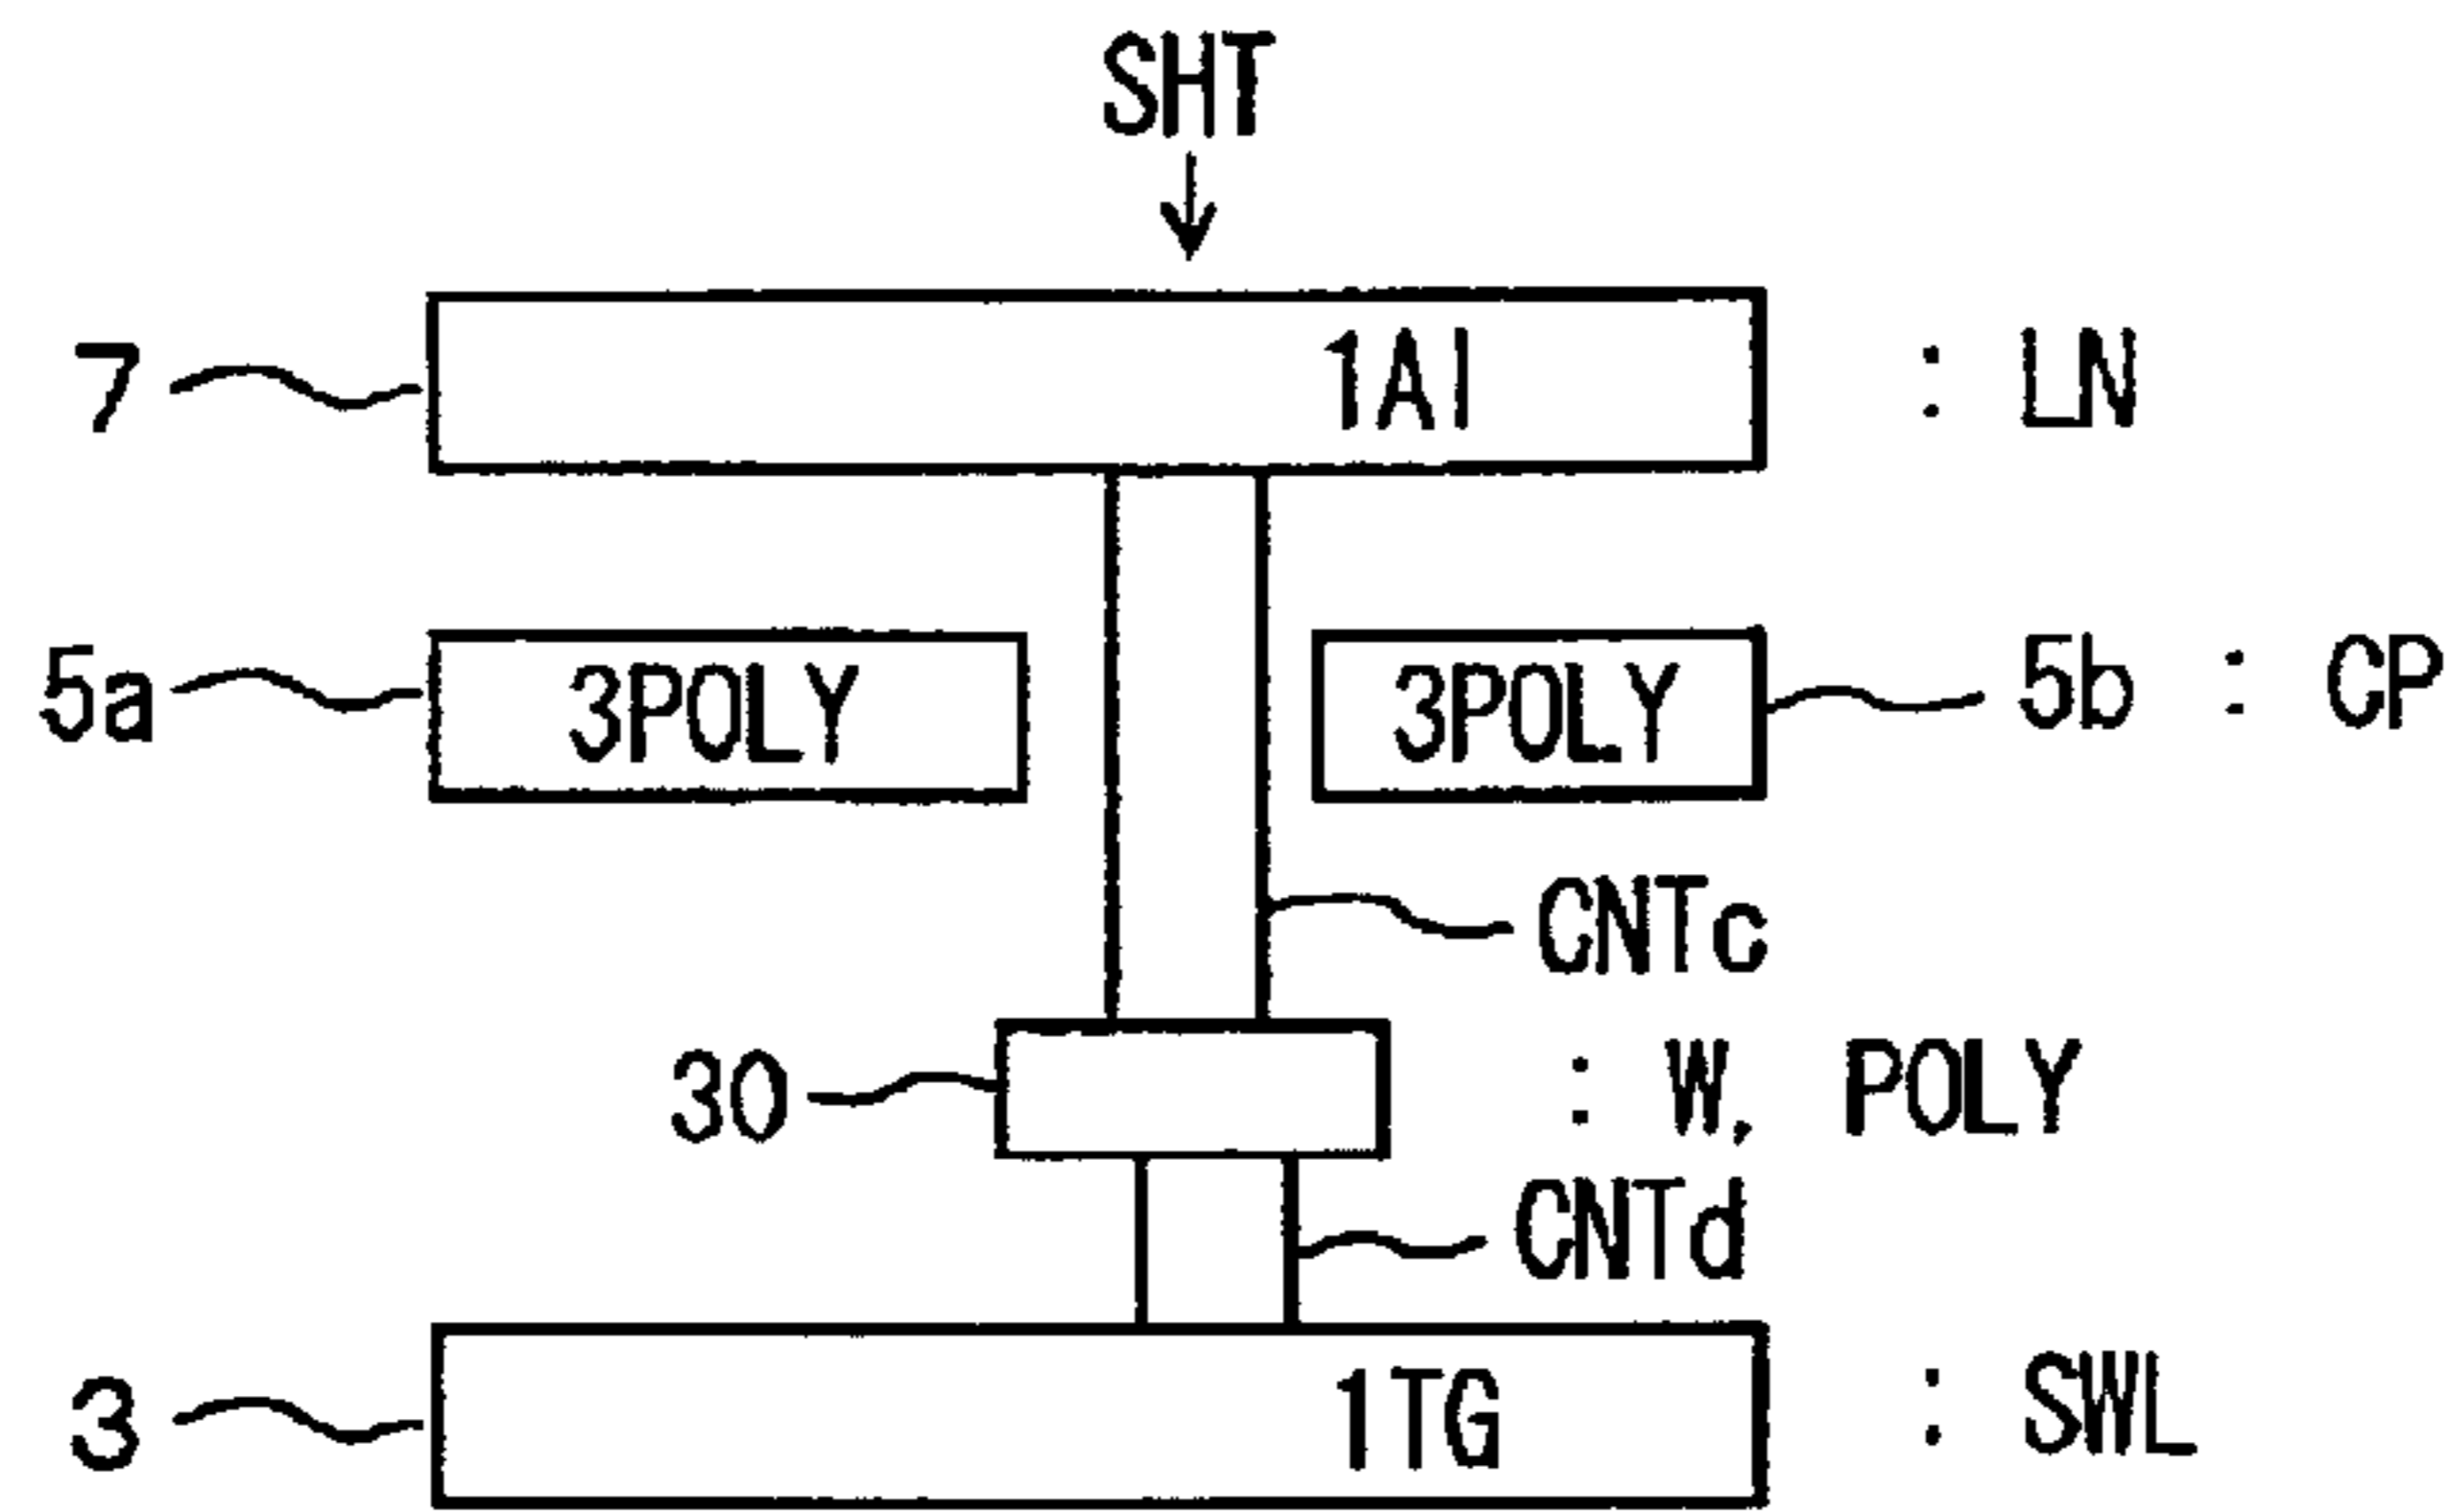 SHT
7 1Al : LN
5a 3POLY 3POLY 5b : CP
CNTc
30 : W, POLY
CNTd
3 1TG : SWL